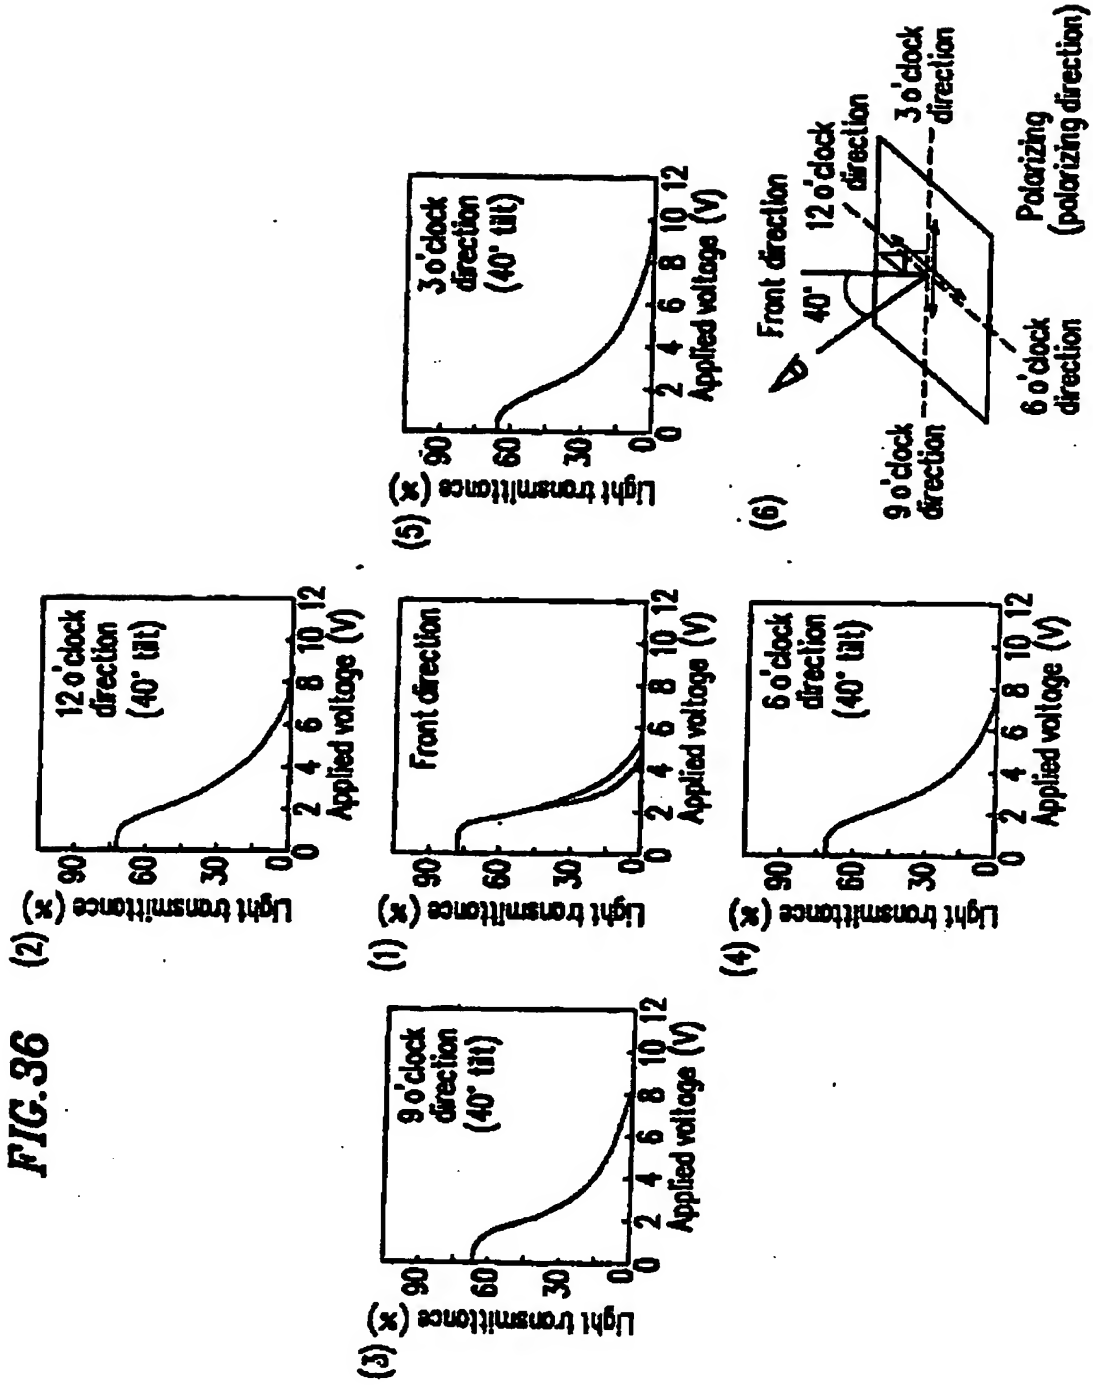 FIG. 36
(2)
Light transmittance (%)
90
60
30
0
12 o'clock
direction
(40° tilt)
0 2 4 6 8 10 12
Applied voltage (V)
(3)
Light transmittance (%)
90
60
30
0
9 o'clock
direction
(40° tilt)
0 2 4 6 8 10 12
Applied voltage (V)
(1)
Light transmittance (%)
90
60
30
0
Front direction
0 2 4 6 8 10 12
Applied voltage (V)
(5)
Light transmittance (%)
90
60
30
0
3 o'clock
direction
(40° tilt)
0 2 4 6 8 10 12
Applied voltage (V)
(4)
Light transmittance (%)
90
60
30
0
6 o'clock
direction
(40° tilt)
0 2 4 6 8 10 12
Applied voltage (V)
(6)
Front direction
40°
12 o'clock
direction
3 o'clock
direction
9 o'clock
direction
6 o'clock
direction
Polarizing
(polarizing direction)